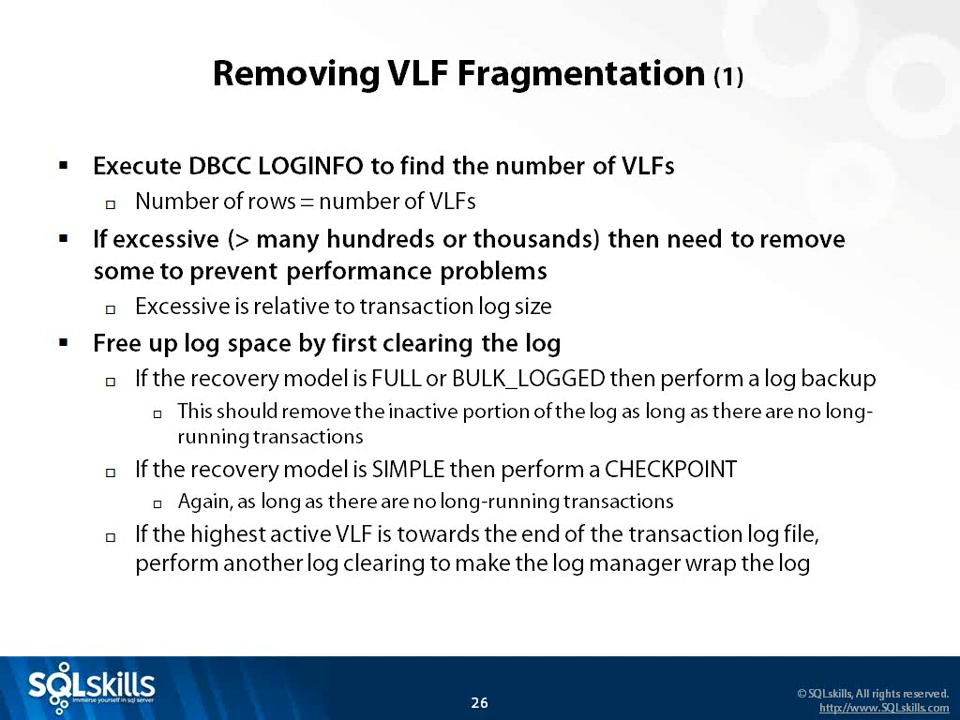 Removing VLF Fragmentation (1)
Execute DBCC LOGINFO to find the number of VLFs
Number of rows = number of VLFs
If excessive (> many hundreds or thousands) then need to remove
some to prevent performance problems
Excessive is relative to transaction log size
Free up log space by first clearing the log
If the recovery model is FULL or BULK_LOGGED then perform a log backup
This should remove the inactive portion of the log as long as there are no long-
running transactions
If the recovery model is SIMPLE then perform a CHECKPOINT
Again, as long as there are no long-running transactions
If the highest active VLF is towards the end of the transaction log file,
perform another log clearing to make the log manager wrap the log
SQLskills
immerse yourself in sql server
26
© SQLskills, All rights reserved.
http://www.SQLskills.com